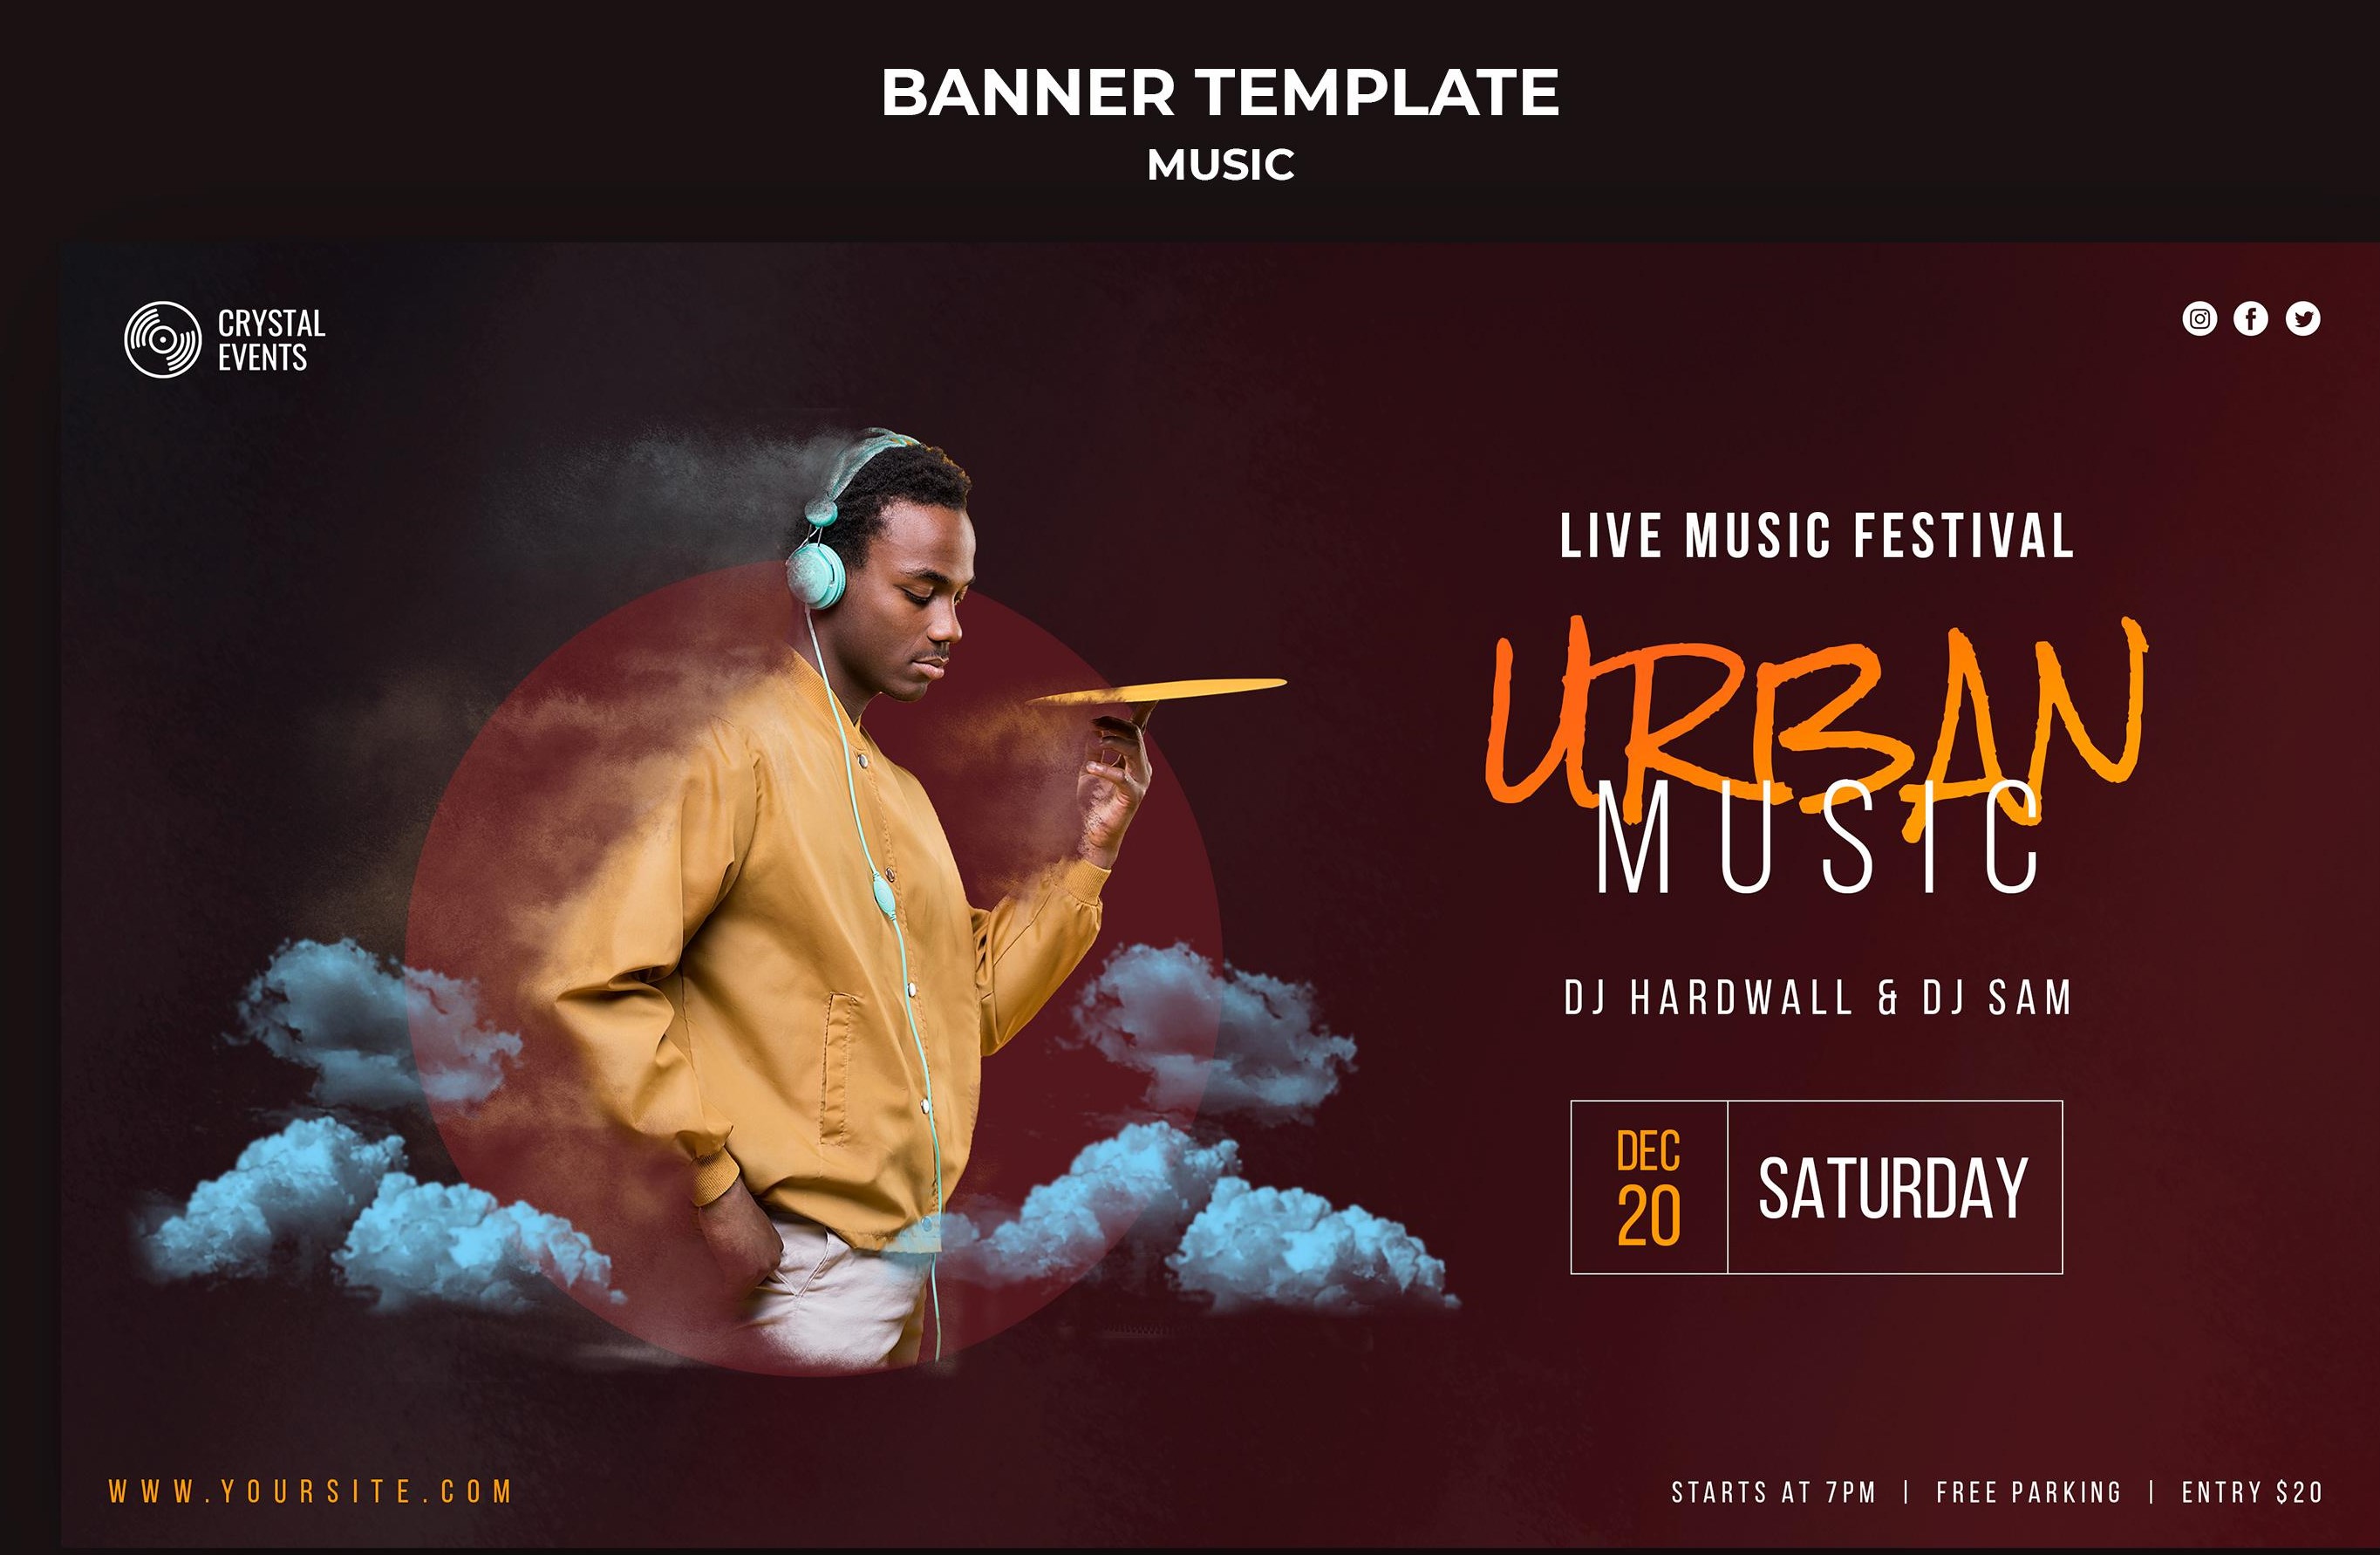 BANNER TEMPLATE
MUSIC
CRYSTAL
EVENTS
LIVE MUSIC FESTIVAL
URBAN
MUSIC
DJ HARDWALL & DJ SAM
DEC
20
SATURDAY
WWW.YOURSITE.COM
STARTS AT 7PM | FREE PARKING | ENTRY $20